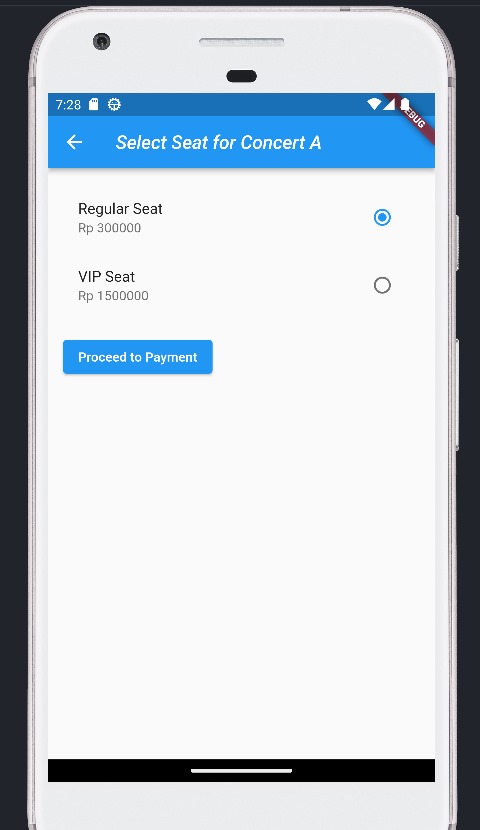 7:28
DEBUG
Select Seat for Concert A
Regular Seat
Rp 300000
VIP Seat
Rp 1500000
Proceed to Payment